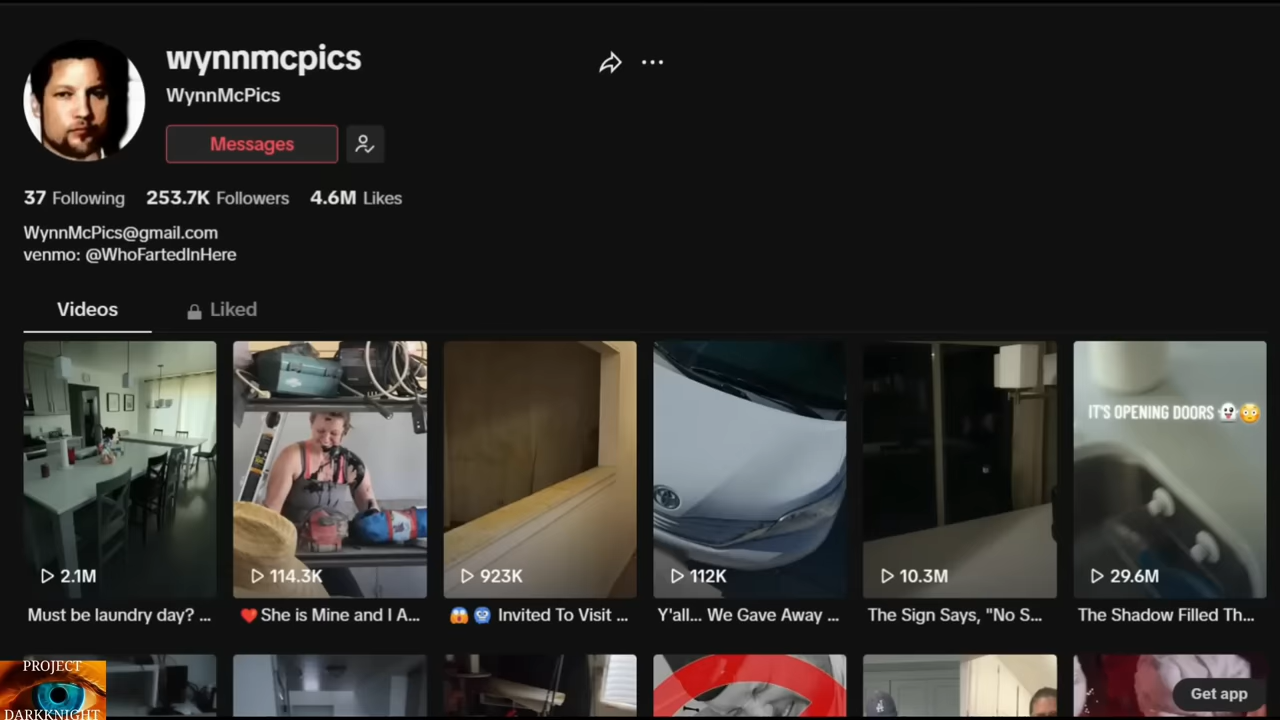 wynnmcpics
WynnMcPics
Messages
37 Following 253.7K Followers 4.6M Likes
WynnMcPics@gmail.com
venmo: @WhoFartedInHere
Videos Liked
IT'S OPENING DOORS 👻😳
2.1M 114.3K 923K 112K 10.3M 29.6M
Must be laundry day? ... ❤️ She is Mine and I A... 😱 🥶 Invited To Visit ... Y'all... We Gave Away ... The Sign Says, "No S... The Shadow Filled Th...
PROJECT
DARKKNIGHT
Get app